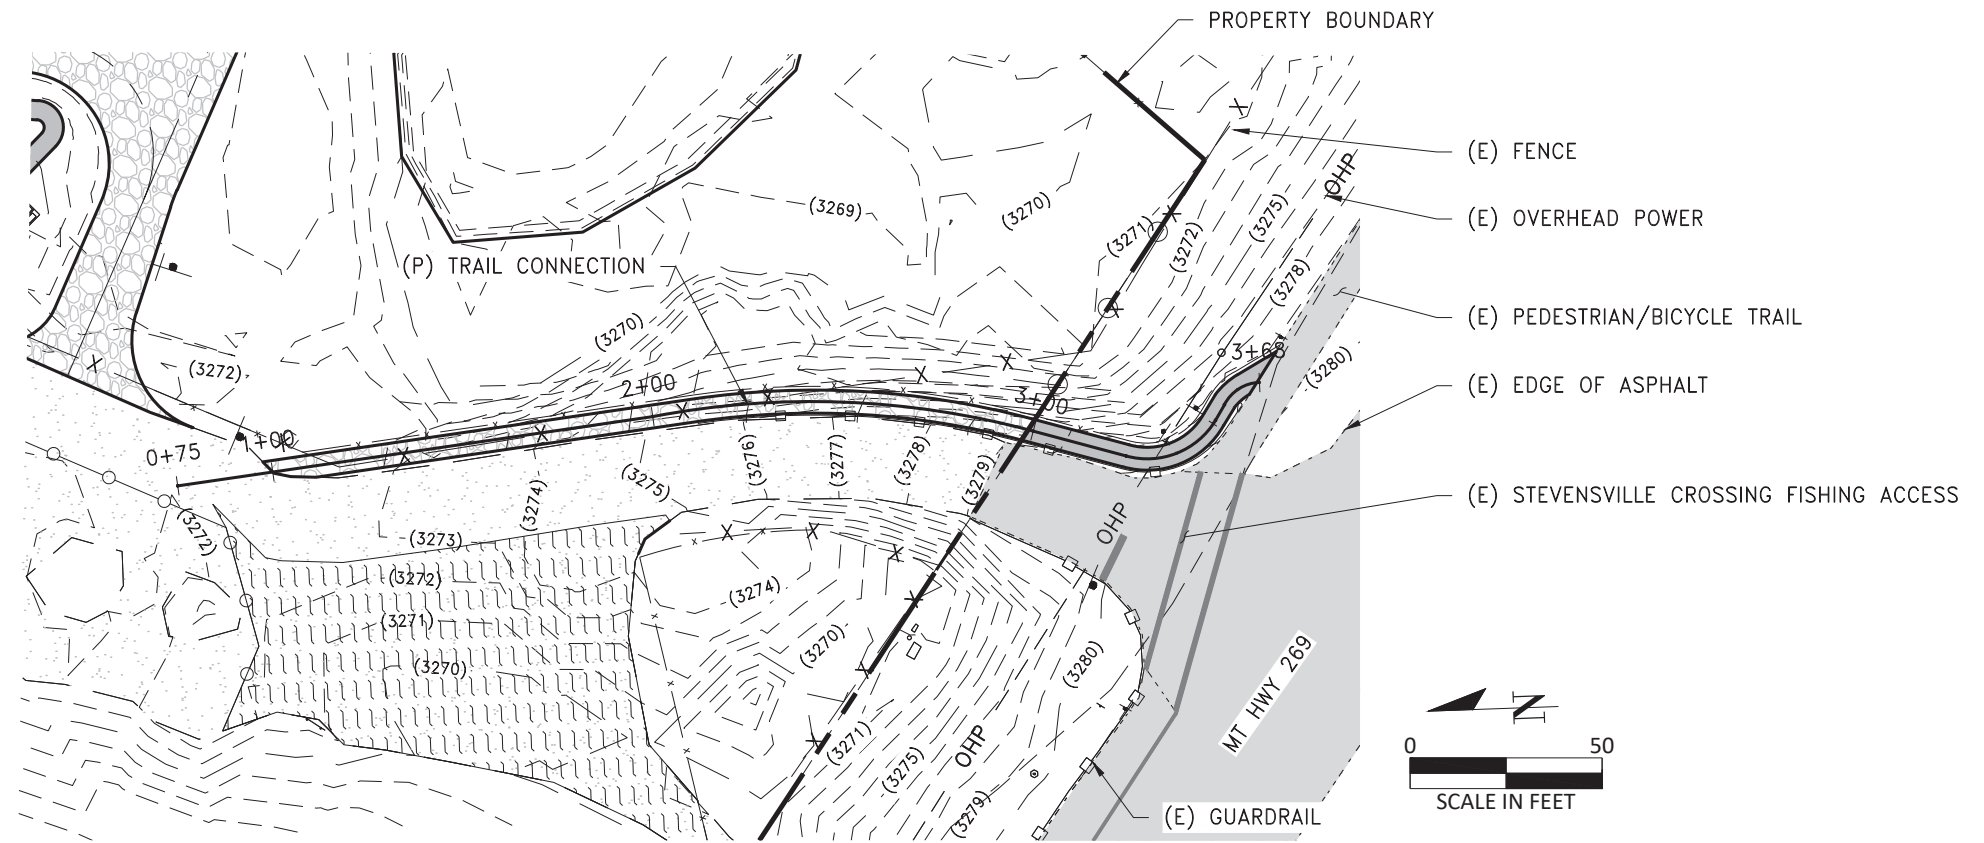 PROPERTY BOUNDARY
(E) FENCE
OHP
(E) OVERHEAD POWER
(3269)
(3270)
(3271)
(3272)
(3275)
(3278)
(P) TRAIL CONNECTION
(E) PEDESTRIAN/BICYCLE TRAIL
(3270)
3+68
(3280)
(3272)
2+00
3+00
(E) EDGE OF ASPHALT
0+75
1+00
(3276)
(3277)
(3278)
(3279)
(3275)
(3274)
(E) STEVENSVILLE CROSSING FISHING ACCESS
OHP
(3272)
(3273)
(3272)
(3274)
(3271)
(3270)
(3270)
(3280)
MT HWY 269
N
(3271)
OHP
(3275)
(3279)
0 50
SCALE IN FEET
(E) GUARDRAIL